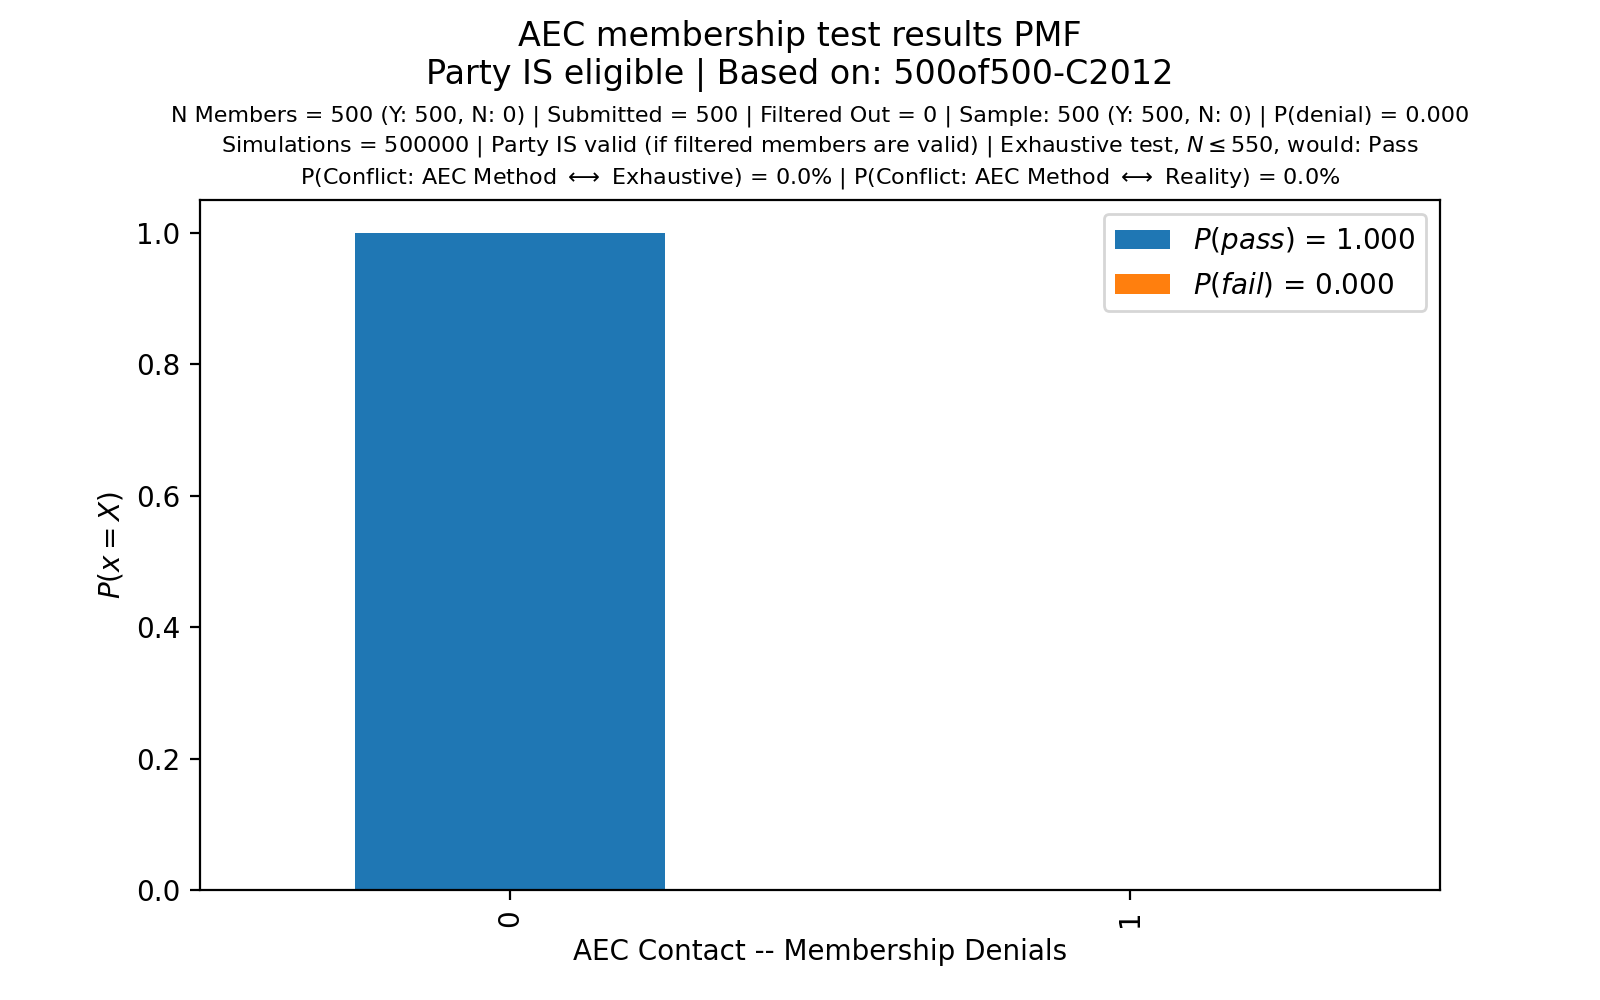 AEC membership test results PMF
Party IS eligible | Based on: 500of500-C2012
N Members = 500 (Y: 500, N: 0) | Submitted = 500 | Filtered Out = 0 | Sample: 500 (Y: 500, N: 0) | P(denial) = 0.000
Simulations = 500000 | Party IS valid (if filtered members are valid) | Exhaustive test, N ≤ 550, would: Pass
P(Conflict: AEC Method ⟷ Exhaustive) = 0.0% | P(Conflict: AEC Method ⟷ Reality) = 0.0%
P(pass) = 1.000
P(fail) = 0.000
1.0
0.8
0.6
0.4
0.2
0.0
P(x = X)
0
1
AEC Contact -- Membership Denials